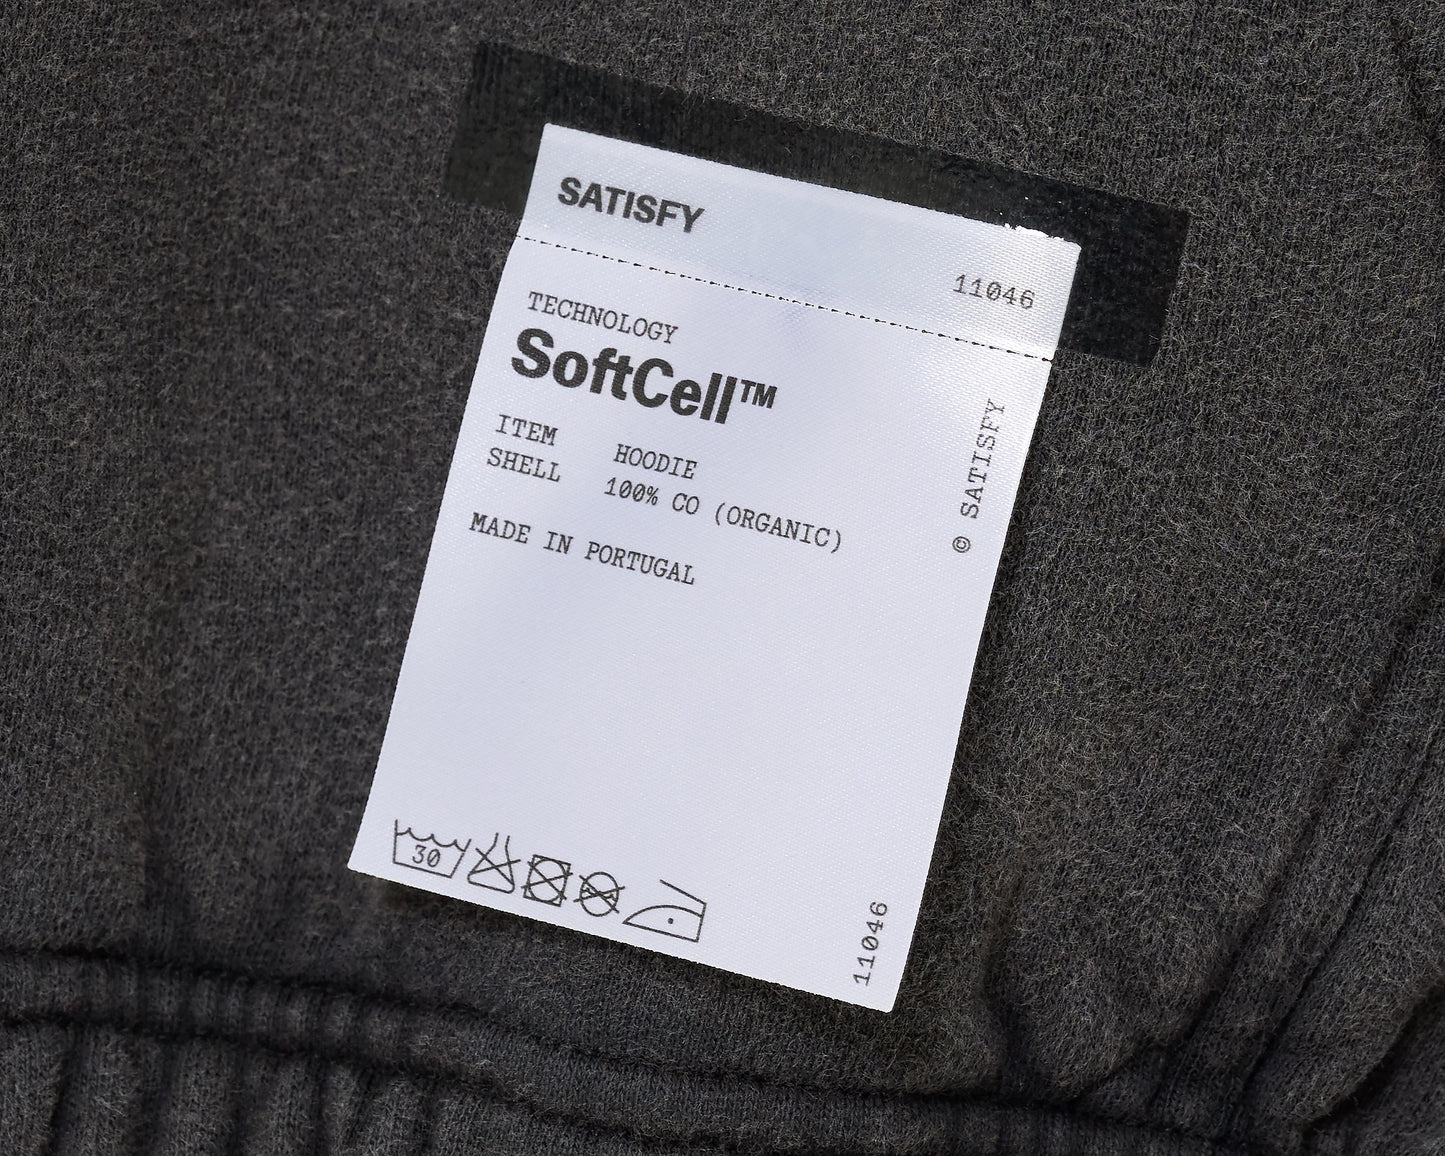 SATISFY
11046
TECHNOLOGY
SoftCell™
ITEM HOODIE
SHELL 100% CO (ORGANIC)
MADE IN PORTUGAL
© SATISFY
30
11046